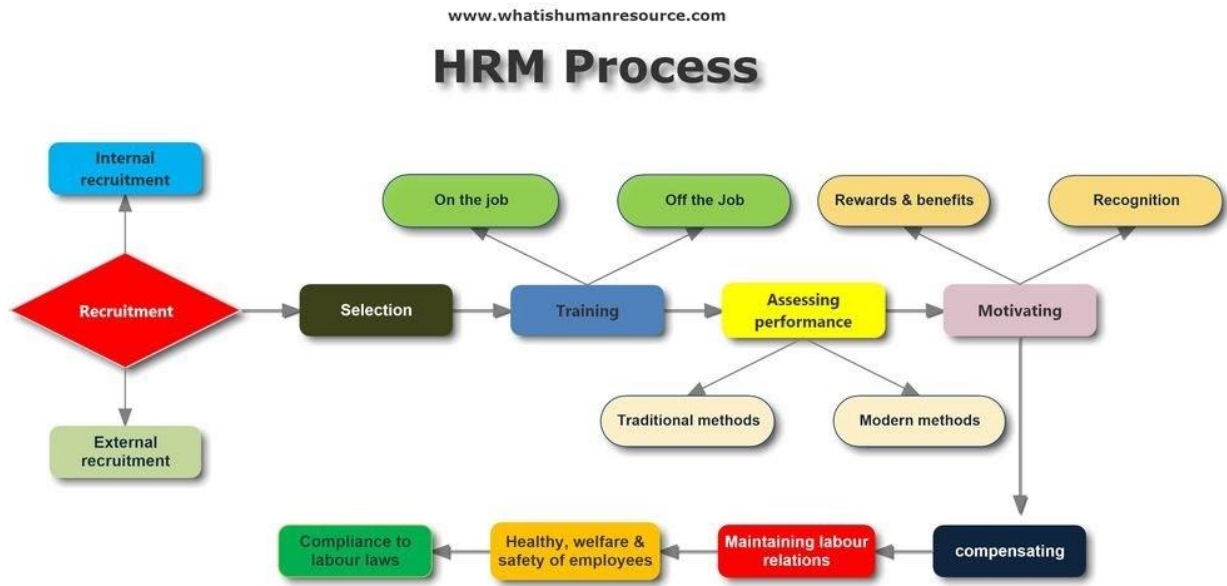 www.whatishumanresource.com
HRM Process
Internal
recruitment
On the job
Off the Job
Rewards & benefits
Recognition
Recruitment
Selection
Training
Assessing
performance
Motivating
Traditional methods
Modern methods
External
recruitment
Compliance to
labour laws
Healthy, welfare &
safety of employees
Maintaining labour
relations
compensating